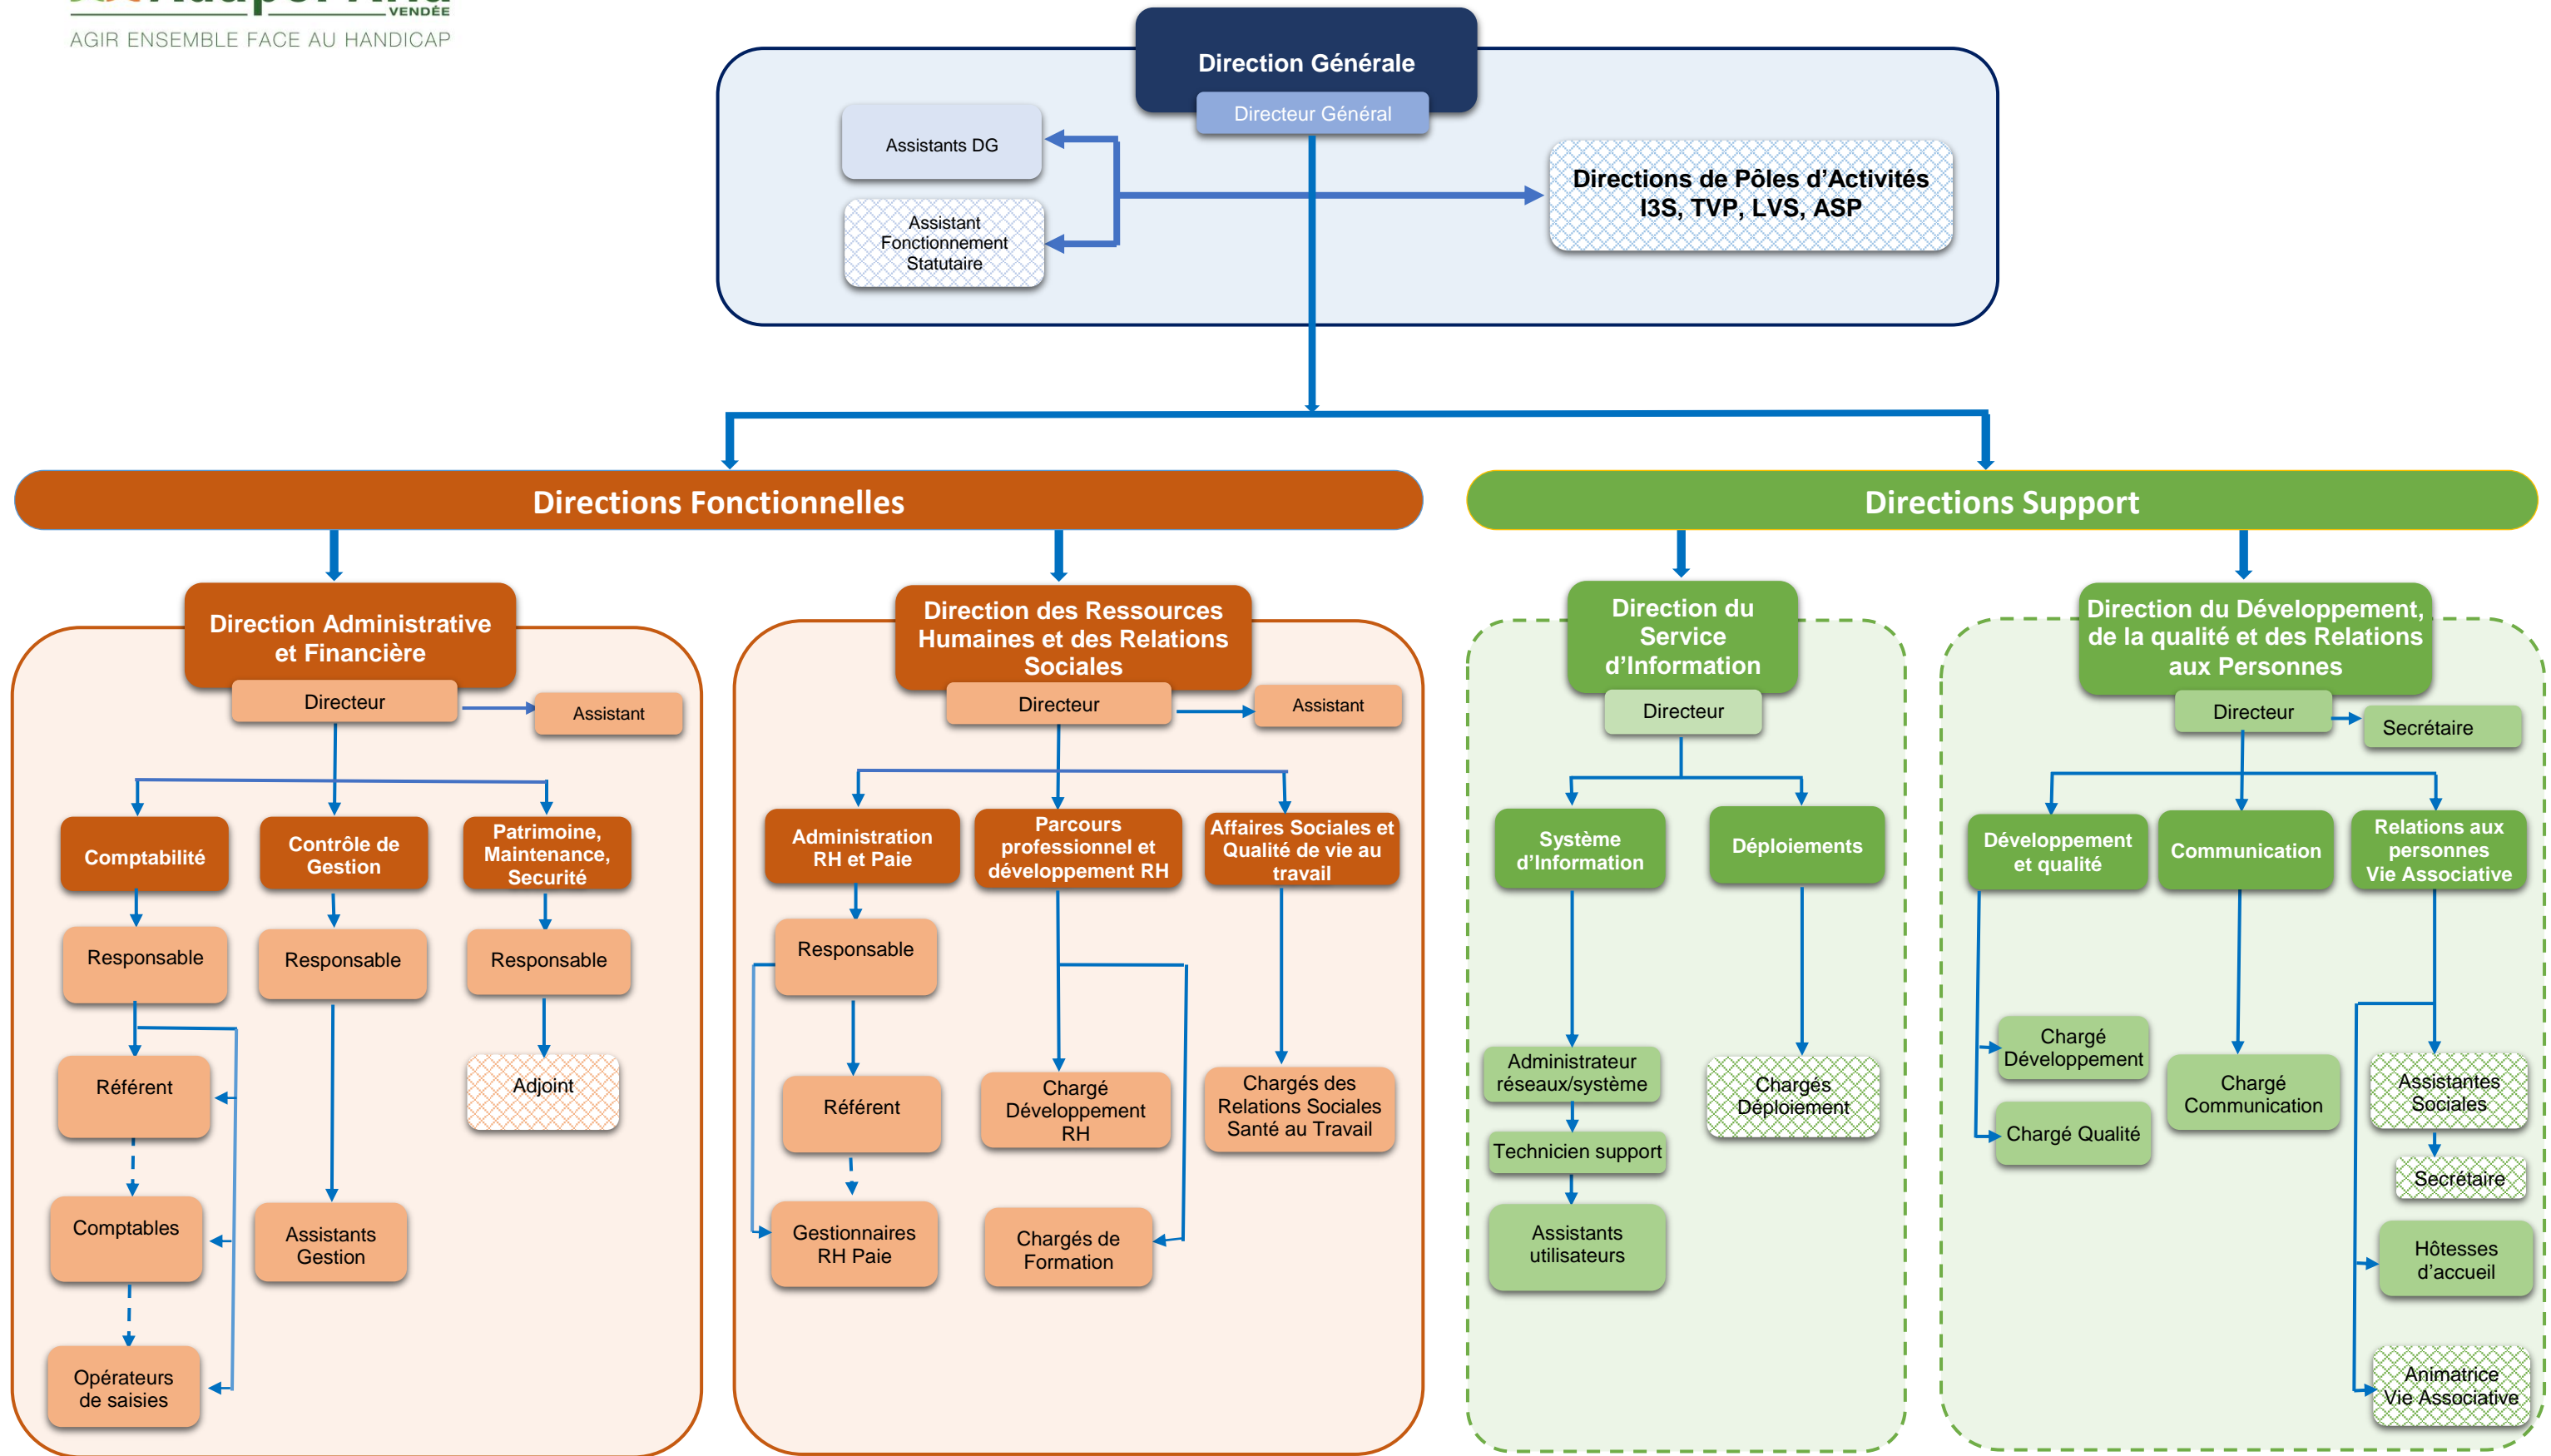 VENDÉE
AGIR ENSEMBLE FACE AU HANDICAP
Direction Générale
Directeur Général
Assistants DG
Assistant
Fonctionnement
Statutaire
Directions de Pôles d’Activités
I3S, TVP, LVS, ASP
Directions Fonctionnelles
Directions Support
Direction Administrative
et Financière
Directeur
Assistant
Comptabilité
Contrôle de
Gestion
Patrimoine,
Maintenance,
Securité
Responsable
Responsable
Responsable
Référent
Adjoint
Comptables
Assistants
Gestion
Opérateurs
de saisies
Direction des Ressources
Humaines et des Relations
Sociales
Directeur
Assistant
Administration
RH et Paie
Parcours
professionnel et
développement RH
Affaires Sociales et
Qualité de vie au
travail
Responsable
Référent
Chargé
Développement
RH
Chargés des
Relations Sociales
Santé au Travail
Gestionnaires
RH Paie
Chargés de
Formation
Direction du
Service
d’Information
Directeur
Système
d’Information
Déploiements
Administrateur
réseaux/système
Chargés
Déploiement
Technicien support
Assistants
utilisateurs
Direction du Développement,
de la qualité et des Relations
aux Personnes
Directeur
Secrétaire
Développement
et qualité
Communication
Relations aux
personnes
Vie Associative
Chargé
Développement
Chargé Qualité
Chargé
Communication
Assistantes
Sociales
Secrétaire
Hôtesses
d’accueil
Animatrice
Vie Associative